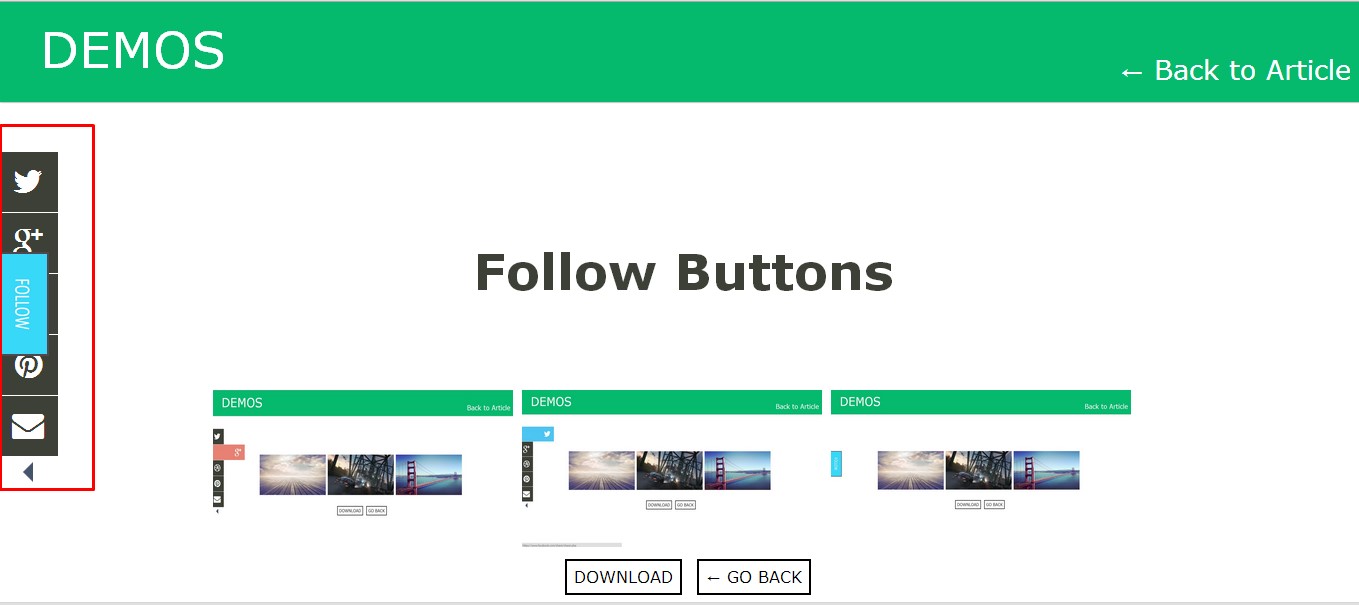 DEMOS
← Back to Article
g+
FOLLOW
Follow Buttons
DEMOS
Back to Article
DOWNLOAD
GO BACK
DEMOS
Back to Article
DOWNLOAD
GO BACK
DEMOS
Back to Article
DOWNLOAD
GO BACK
DOWNLOAD
← GO BACK